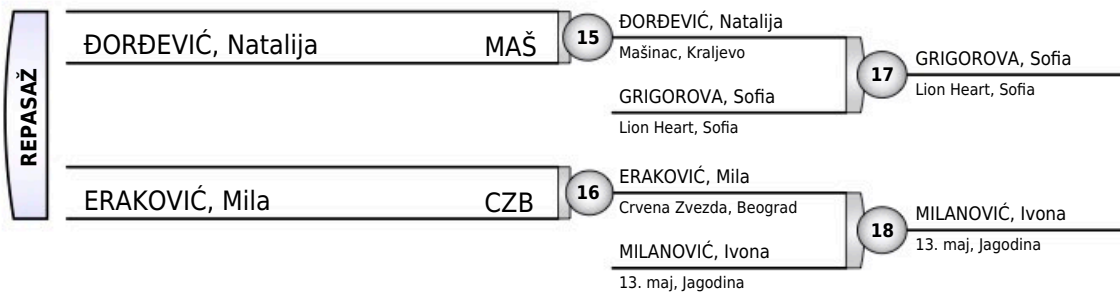 REPASAŽ
ĐORĐEVIĆ, Natalija MAŠ
15
ĐORĐEVIĆ, Natalija
Mašinac, Kraljevo
GRIGOROVA, Sofia
Lion Heart, Sofia
17
GRIGOROVA, Sofia
Lion Heart, Sofia
ERAKOVIĆ, Mila CZB
16
ERAKOVIĆ, Mila
Crvena Zvezda, Beograd
MILANOVIĆ, Ivona
13. maj, Jagodina
18
MILANOVIĆ, Ivona
13. maj, Jagodina